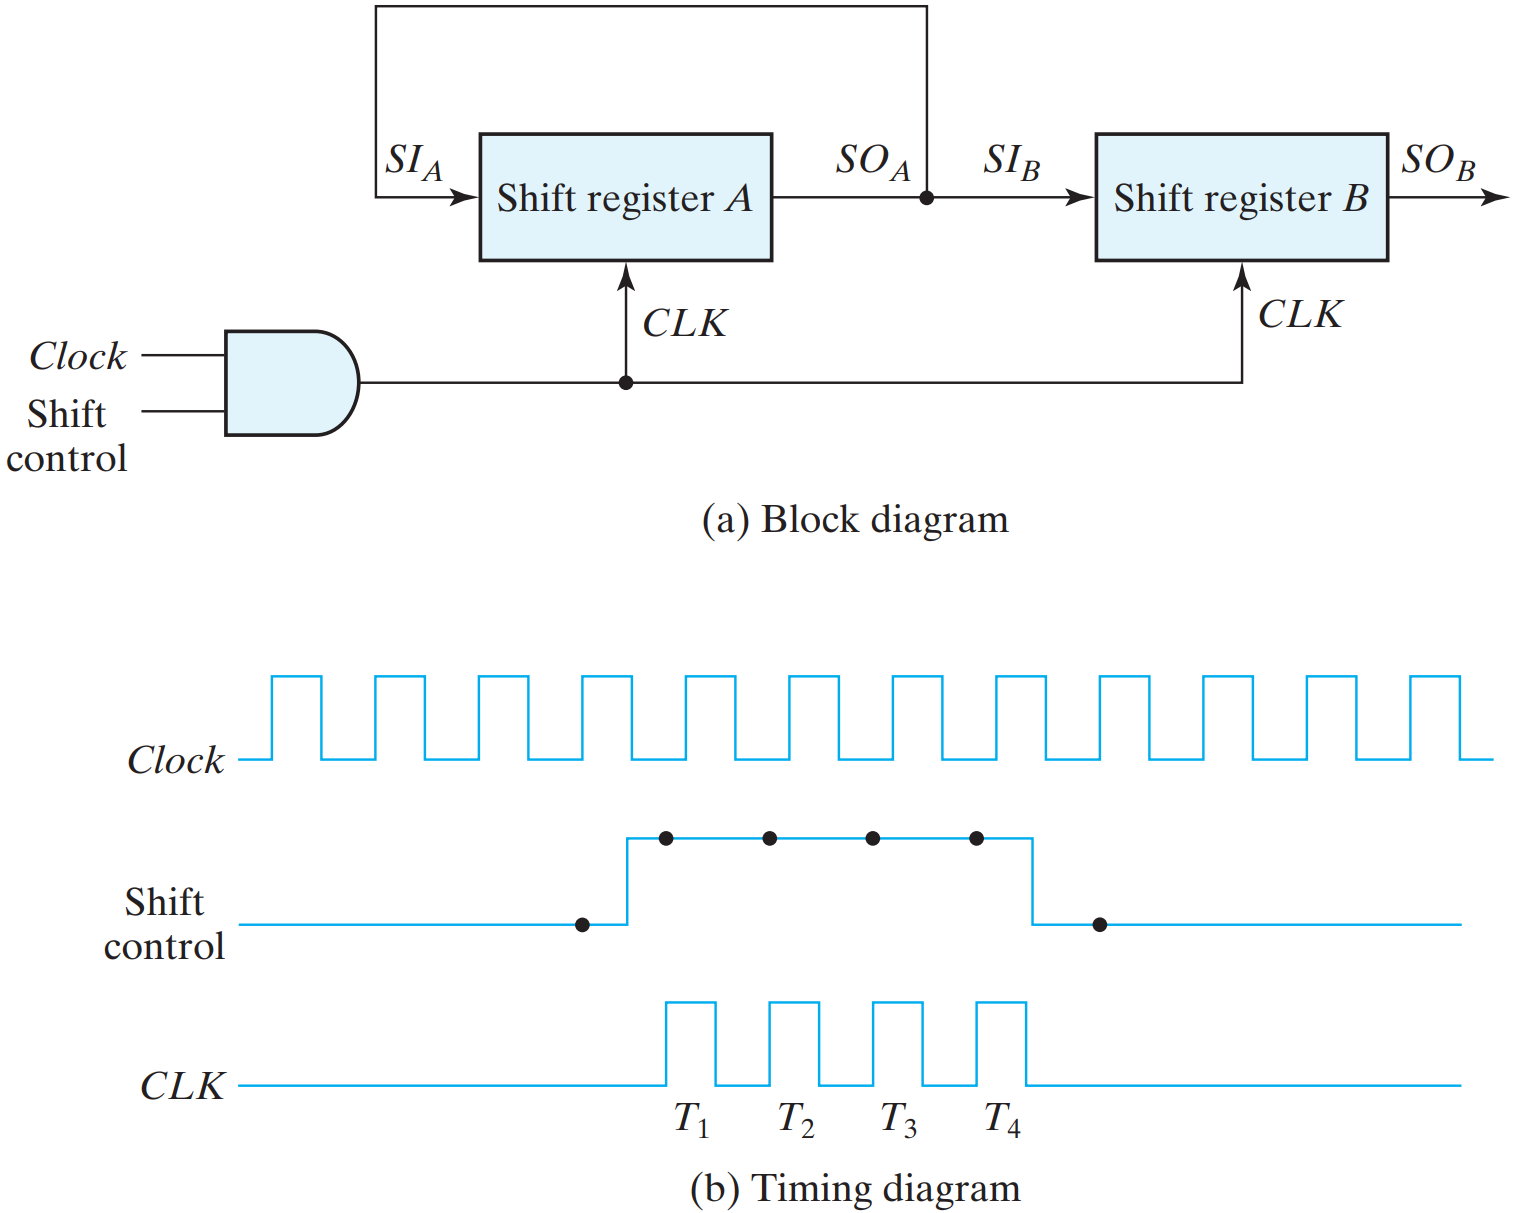 SI_A
Shift register A
SO_A
SI_B
Shift register B
SO_B
CLK
CLK
Clock
Shift
control
(a) Block diagram
Clock
Shift
control
CLK
T_1 T_2 T_3 T_4
(b) Timing diagram